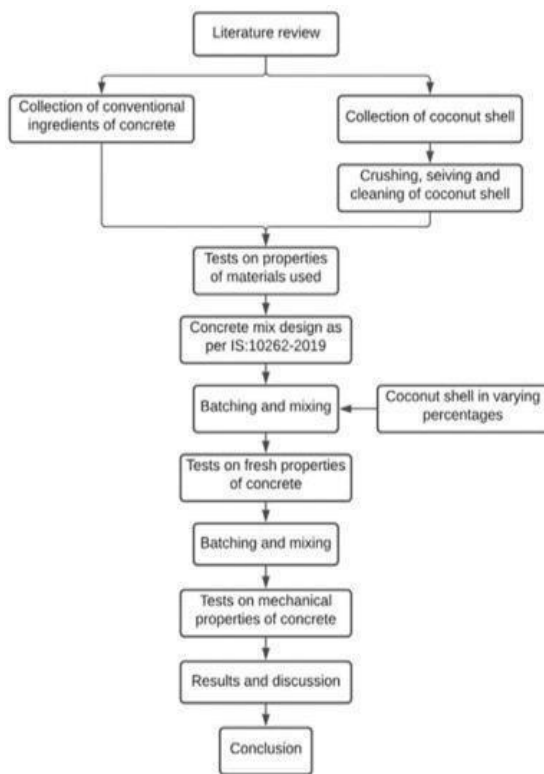 Literature review
Collection of conventional
ingredients of concrete
Collection of coconut shell
Crushing, seiving and
cleaning of coconut shell
Tests on properties
of materials used
Concrete mix design as
per IS:10262-2019
Batching and mixing
Coconut shell in varying
percentages
Tests on fresh properties
of concrete
Batching and mixing
Tests on mechanical
properties of concrete
Results and discussion
Conclusion